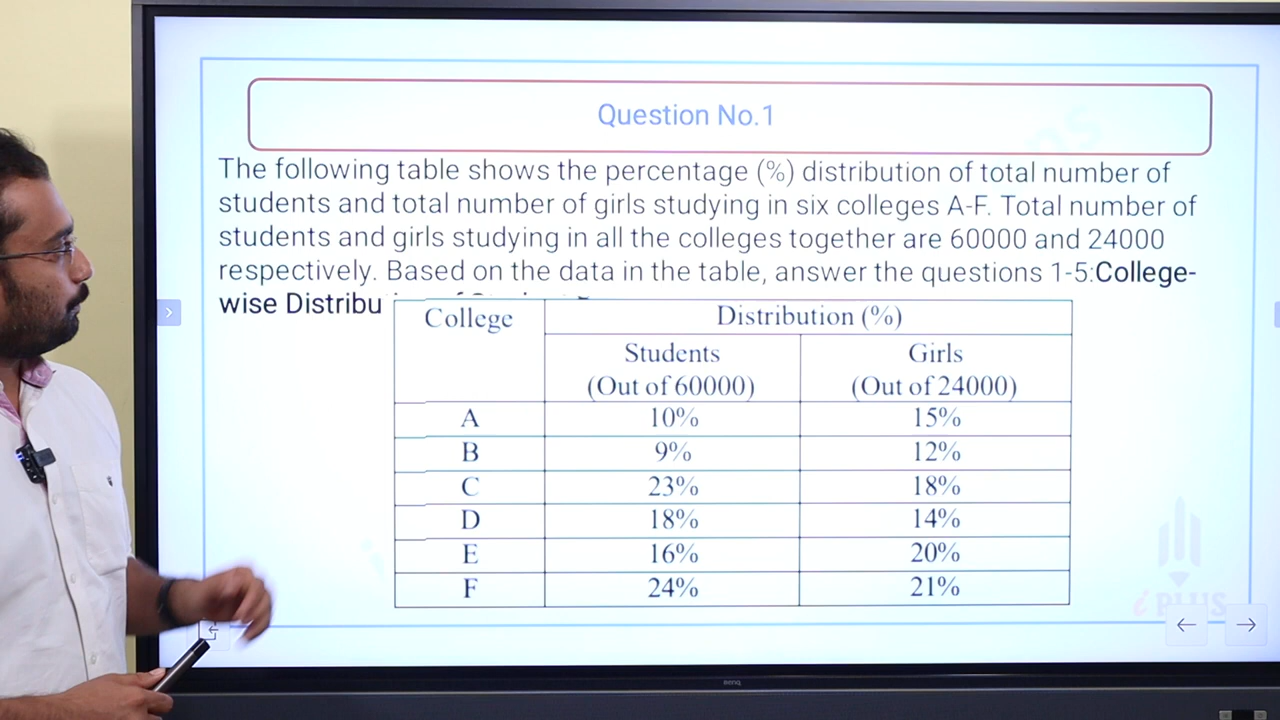 Question No.1
The following table shows the percentage (%) distribution of total number of
students and total number of girls studying in six colleges A-F. Total number of
students and girls studying in all the colleges together are 60000 and 24000
respectively. Based on the data in the table, answer the questions 1-5:College-
wise Distribu
College Distribution (%)
Students Girls
(Out of 60000) (Out of 24000)
A 10% 15%
B 9% 12%
C 23% 18%
D 18% 14%
E 16% 20%
F 24% 21%
iPLUS
BenQ